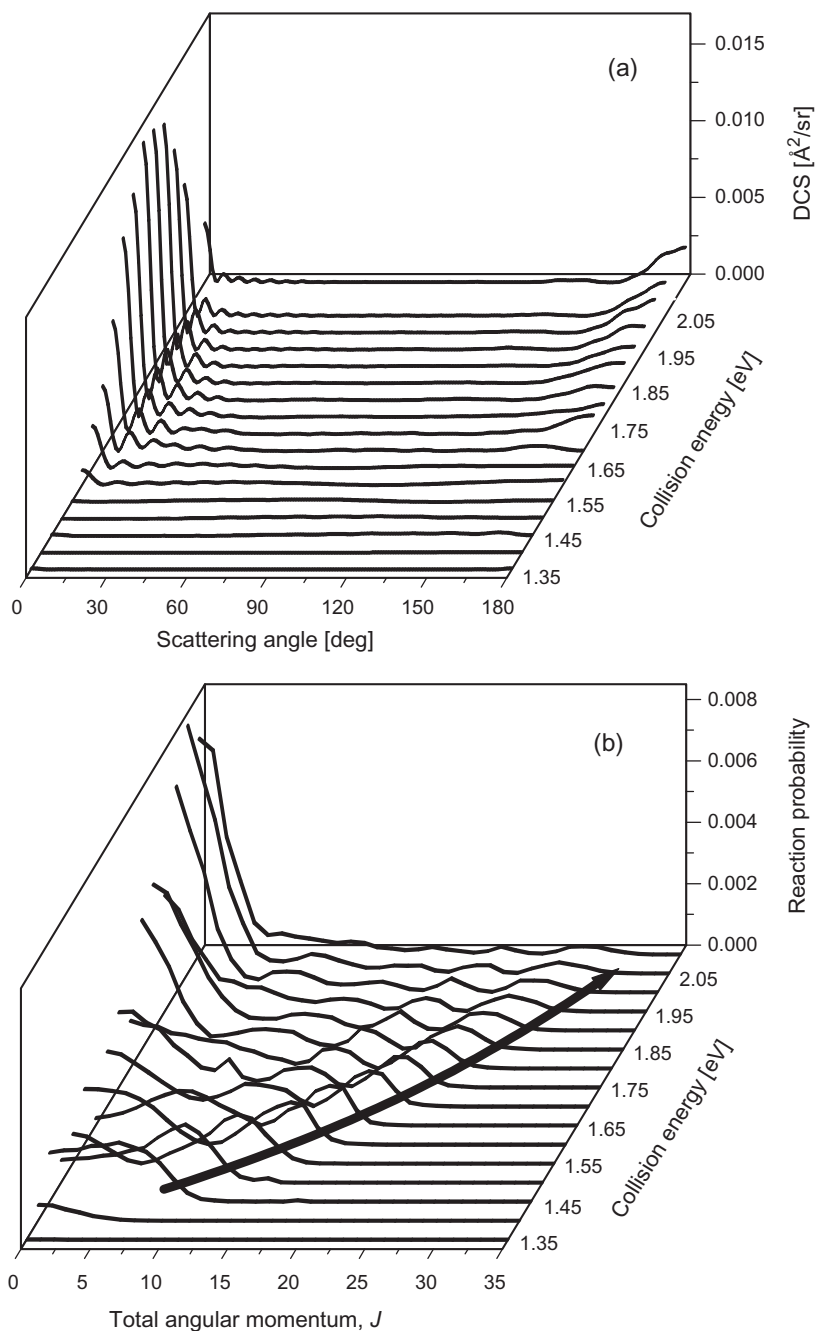 (a)
0.015
0.010
0.005
0.000
DCS [Å²/sr]
2.05
1.95
1.85
1.75
1.65
1.55
1.45
1.35
Collision energy [eV]
0 30 60 90 120 150 180
Scattering angle [deg]
(b)
0.008
0.006
0.004
0.002
0.000
Reaction probability
2.05
1.95
1.85
1.75
1.65
1.55
1.45
1.35
Collision energy [eV]
0 5 10 15 20 25 30 35
Total angular momentum, J